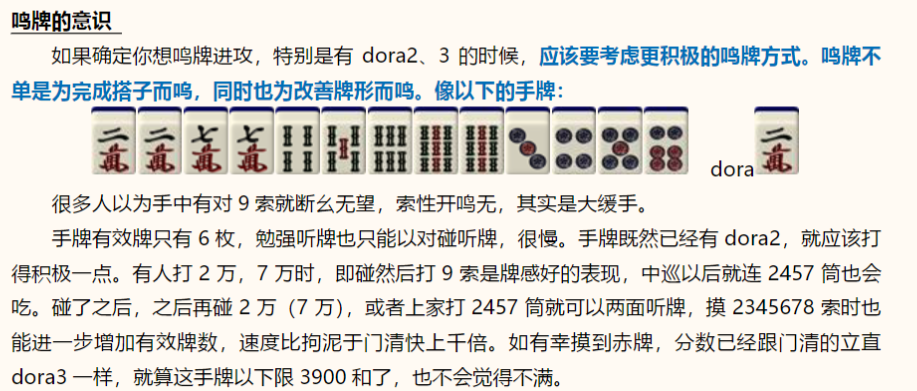 鸣牌的意识
如果确定你想鸣牌进攻，特别是有 dora2、3 的时候，应该要考虑更积极的鸣牌方式。鸣牌不
单是为完成搭子而鸣，同时也为改善牌形而鸣。像以下的手牌：
二萬 二萬 七萬 七萬 dora 二萬
很多人以为手中有对 9 索就断幺无望，索性开鸣无，其实是大缓手。
手牌有效牌只有 6 枚，勉强听牌也只能以对碰听牌，很慢。手牌既然已经有 dora2，就应该打
得积极一点。有人打 2 万，7 万时，即碰然后打 9 索是牌感好的表现，中巡以后就连 2457 筒也会
吃。碰了之后，之后再碰 2 万（7 万），或者上家打 2457 筒就可以两面听牌，摸 2345678 索时也
能进一步增加有效牌数，速度比拘泥于门清快上千倍。如有幸摸到赤牌，分数已经跟门清的立直
dora3 一样，就算这手牌以下限 3900 和了，也不会觉得不满。